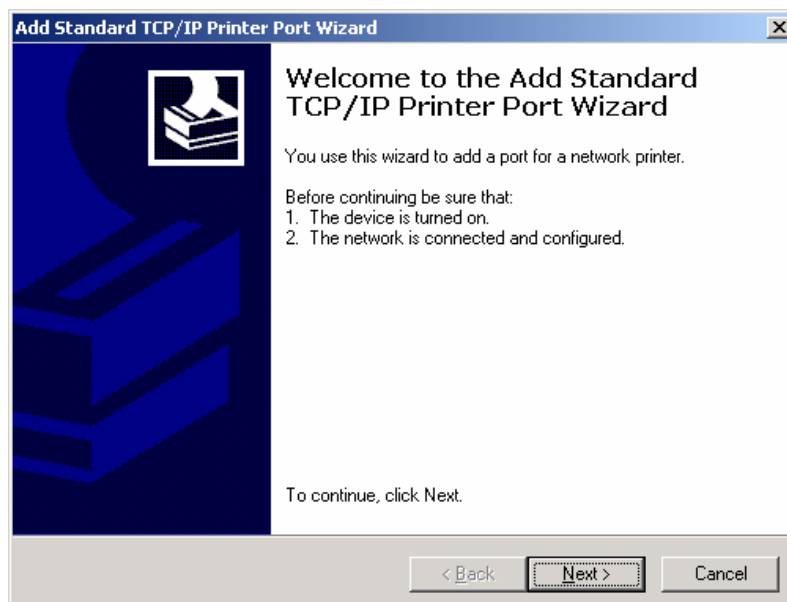 Add Standard TCP/IP Printer Port Wizard
Welcome to the Add Standard
TCP/IP Printer Port Wizard
You use this wizard to add a port for a network printer.
Before continuing be sure that:
1. The device is turned on.
2. The network is connected and configured.
To continue, click Next.
< Back
Next >
Cancel